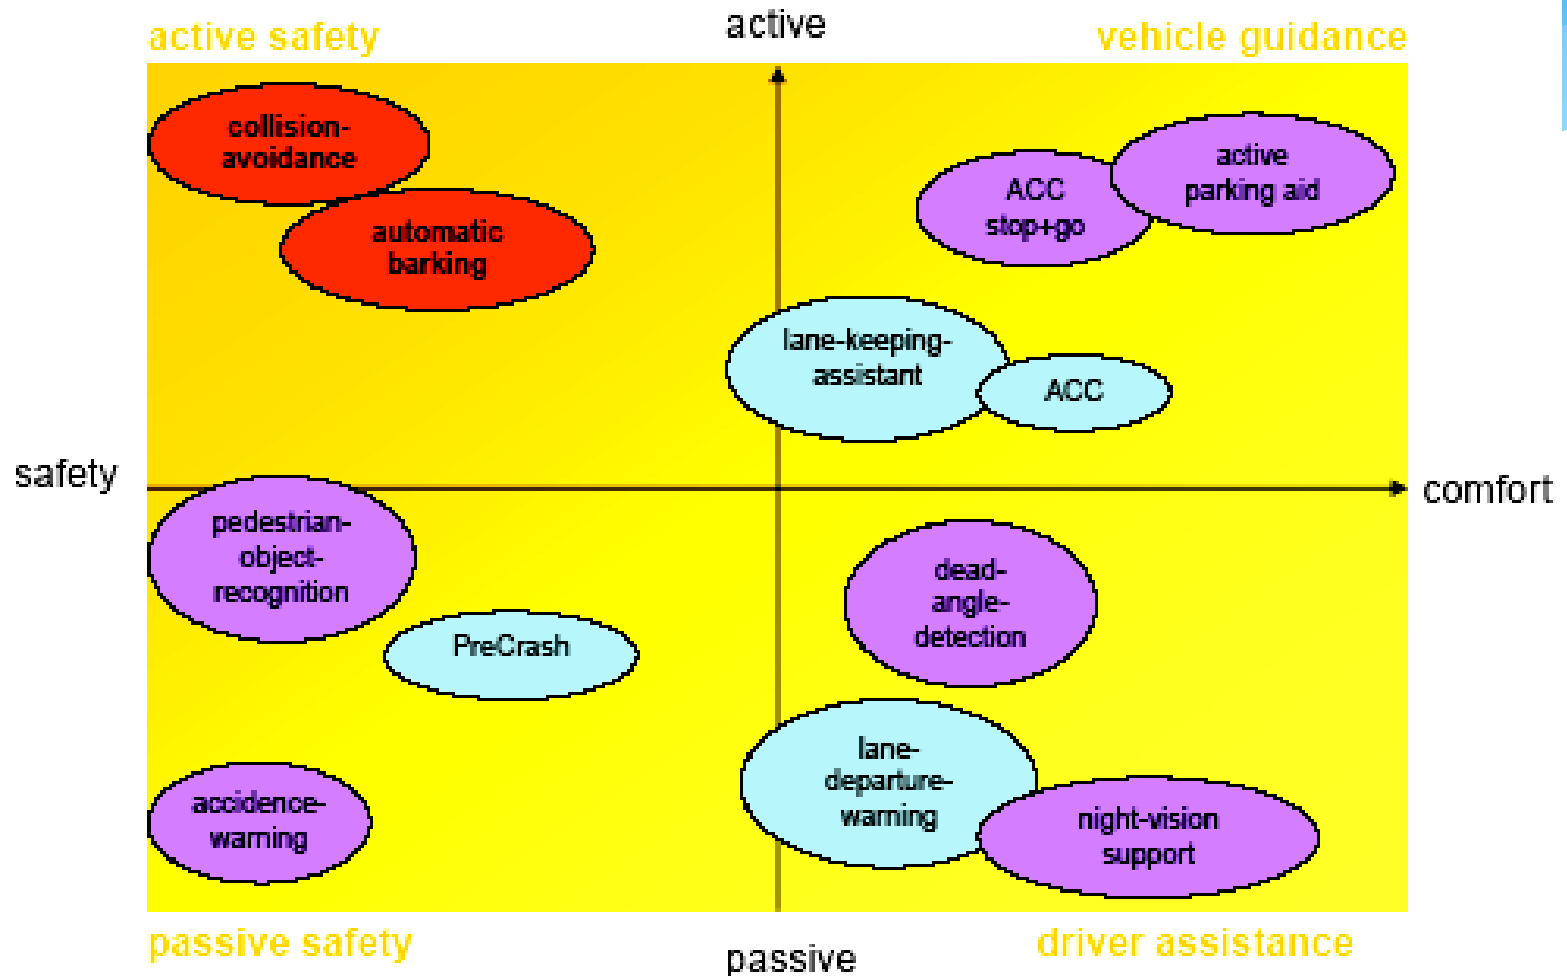 active safety
active
vehicle guidance
collision-
avoidance
automatic
barking
ACC
stop+go
active
parking aid
lane-keeping-
assistant
ACC
safety
comfort
pedestrian-
object-
recognition
PreCrash
dead-
angle-
detection
accidence-
warning
lane-
departure-
warning
night-vision
support
passive safety
passive
driver assistance